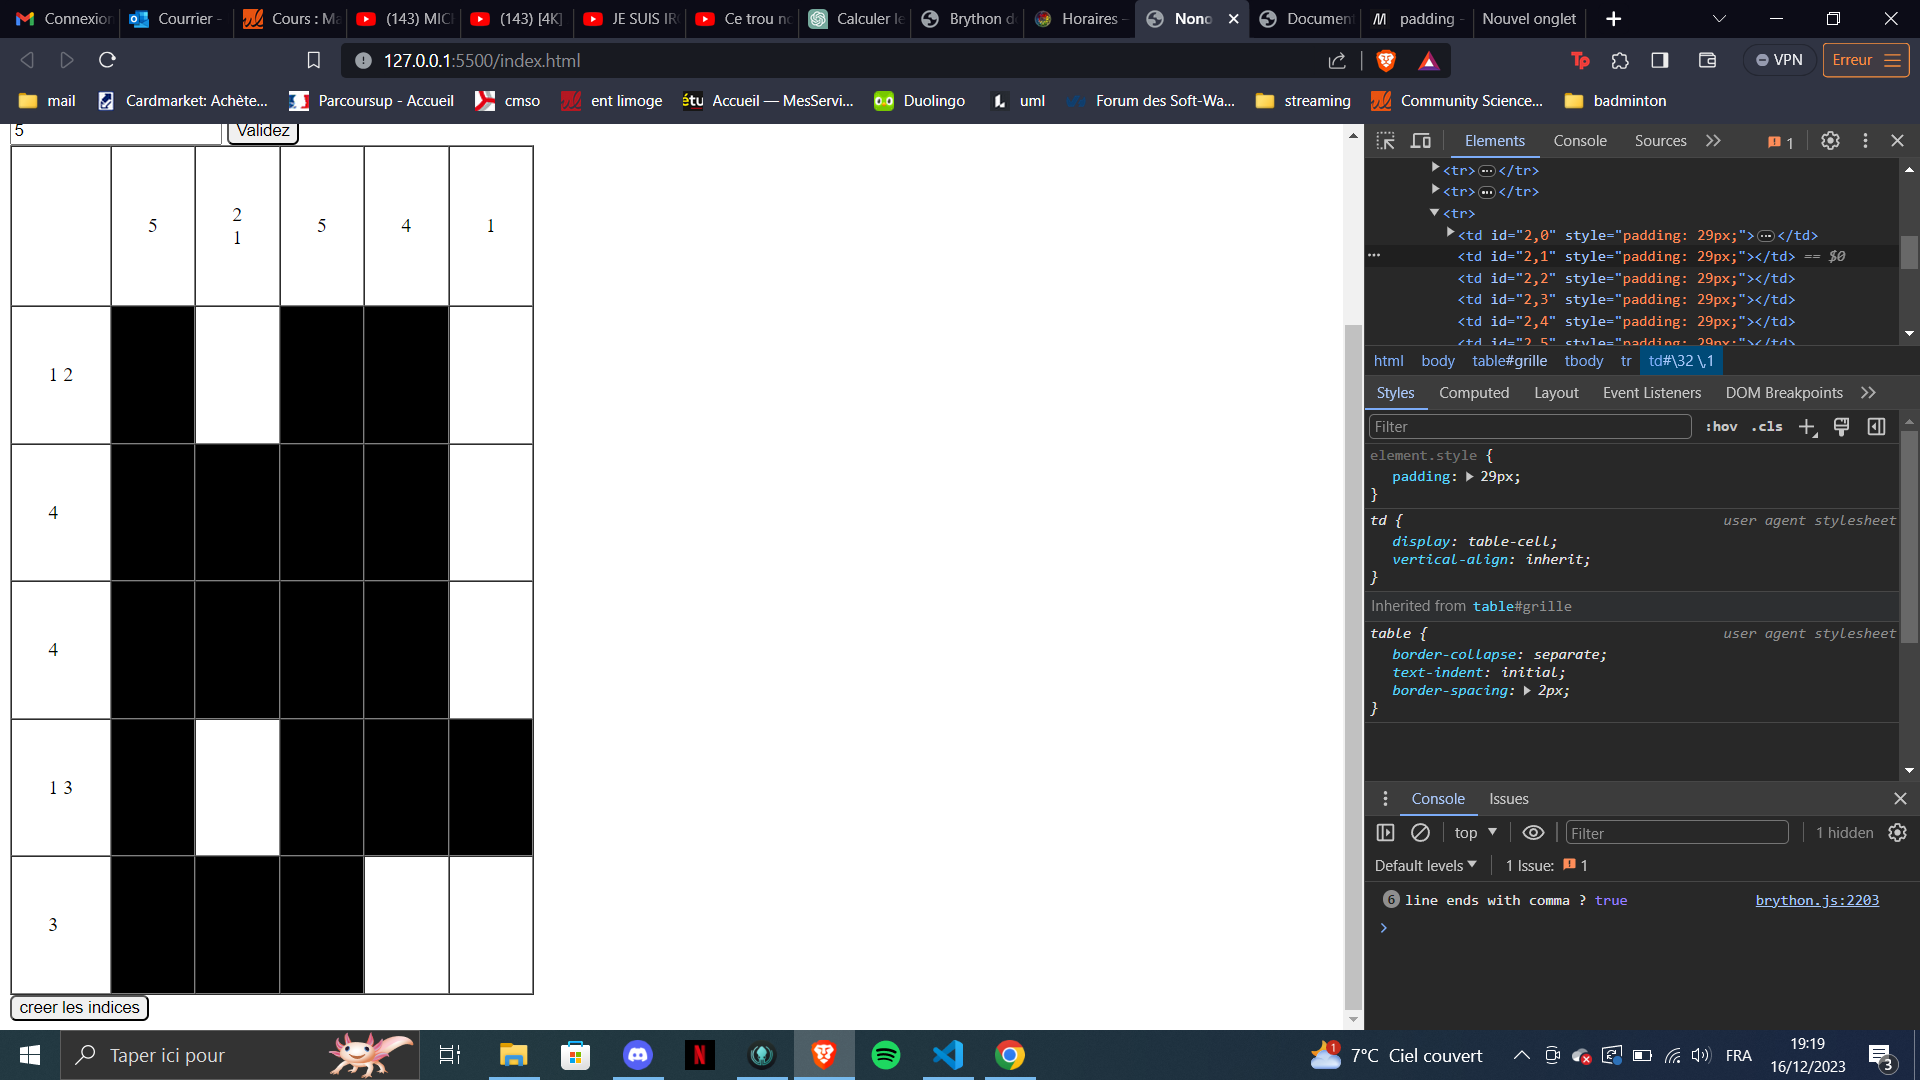 Connexion Courrier - Cours : Ma (143) MICH (143) [4K] JE SUIS IRO Ce trou no Calculer le Brython do Horaires – Nono Document padding - Nouvel onglet
127.0.0.1:5500/index.html VPN Erreur
mail Cardmarket: Achète... Parcoursup - Accueil cmso ent limoge étu Accueil — MesServi... Duolingo uml Forum des Soft-Wa... streaming Community Science... badminton
5 Validez
5 2 5 4 1
1
1 2
4
4
1 3
3
creer les indices
Elements Console Sources 1
<tr>…</tr>
<tr>…</tr>
<tr>
<td id="2,0" style="padding: 29px;">…</td>
<td id="2,1" style="padding: 29px;"></td> == $0
<td id="2,2" style="padding: 29px;"></td>
<td id="2,3" style="padding: 29px;"></td>
<td id="2,4" style="padding: 29px;"></td>
<td id="2,5" style="padding: 29px;"></td>
html body table#grille tbody tr td#\32 \,1
Styles Computed Layout Event Listeners DOM Breakpoints
Filter :hov .cls
element.style {
padding: 29px;
}
td { user agent stylesheet
display: table-cell;
vertical-align: inherit;
}
Inherited from table#grille
table { user agent stylesheet
border-collapse: separate;
text-indent: initial;
border-spacing: 2px;
}
Console Issues
top Filter 1 hidden
Default levels 1 Issue: 1
6 line ends with comma ? true brython.js:2203
Taper ici pour 1 7°C Ciel couvert FRA 19:19
16/12/2023 3